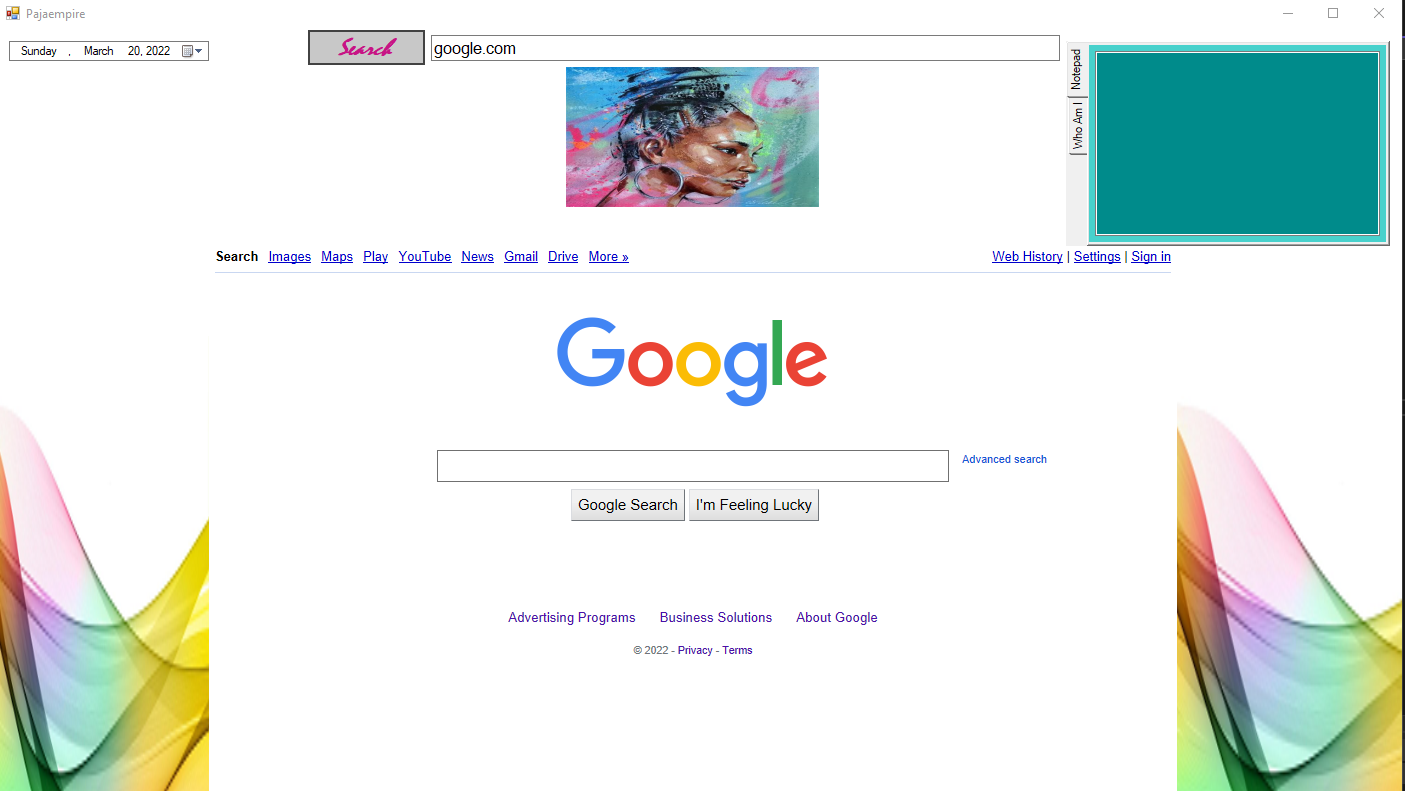 Pajaempire
Sunday , March 20, 2022
Search
google.com
Notepad
Who Am I
Search Images Maps Play YouTube News Gmail Drive More »
Web History | Settings | Sign in
Google
Advanced search
Google Search I'm Feeling Lucky
Advertising Programs Business Solutions About Google
© 2022 - Privacy - Terms